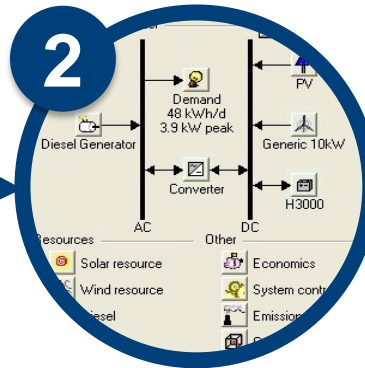 2
PV
Demand
48 kWh/d
3.9 kW peak
Diesel Generator
Generic 10kW
Converter
H3000
AC
DC
Resources
Other
Solar resource
Economics
Wind resource
System contr
Emission